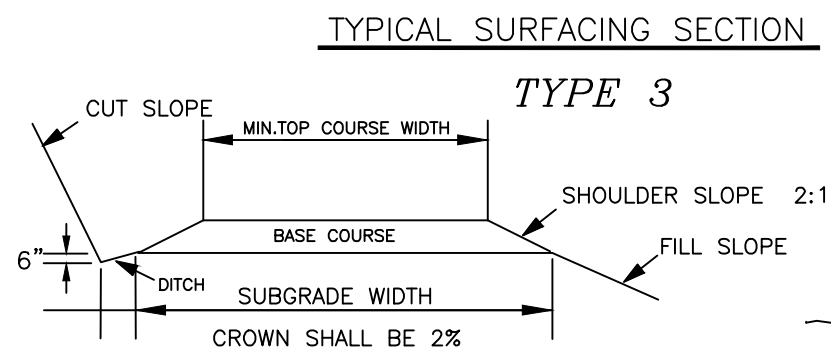 TYPICAL SURFACING SECTION
TYPE 3
CUT SLOPE
MIN.TOP COURSE WIDTH
SHOULDER SLOPE 2:1
BASE COURSE
FILL SLOPE
6"
DITCH
SUBGRADE WIDTH
CROWN SHALL BE 2%